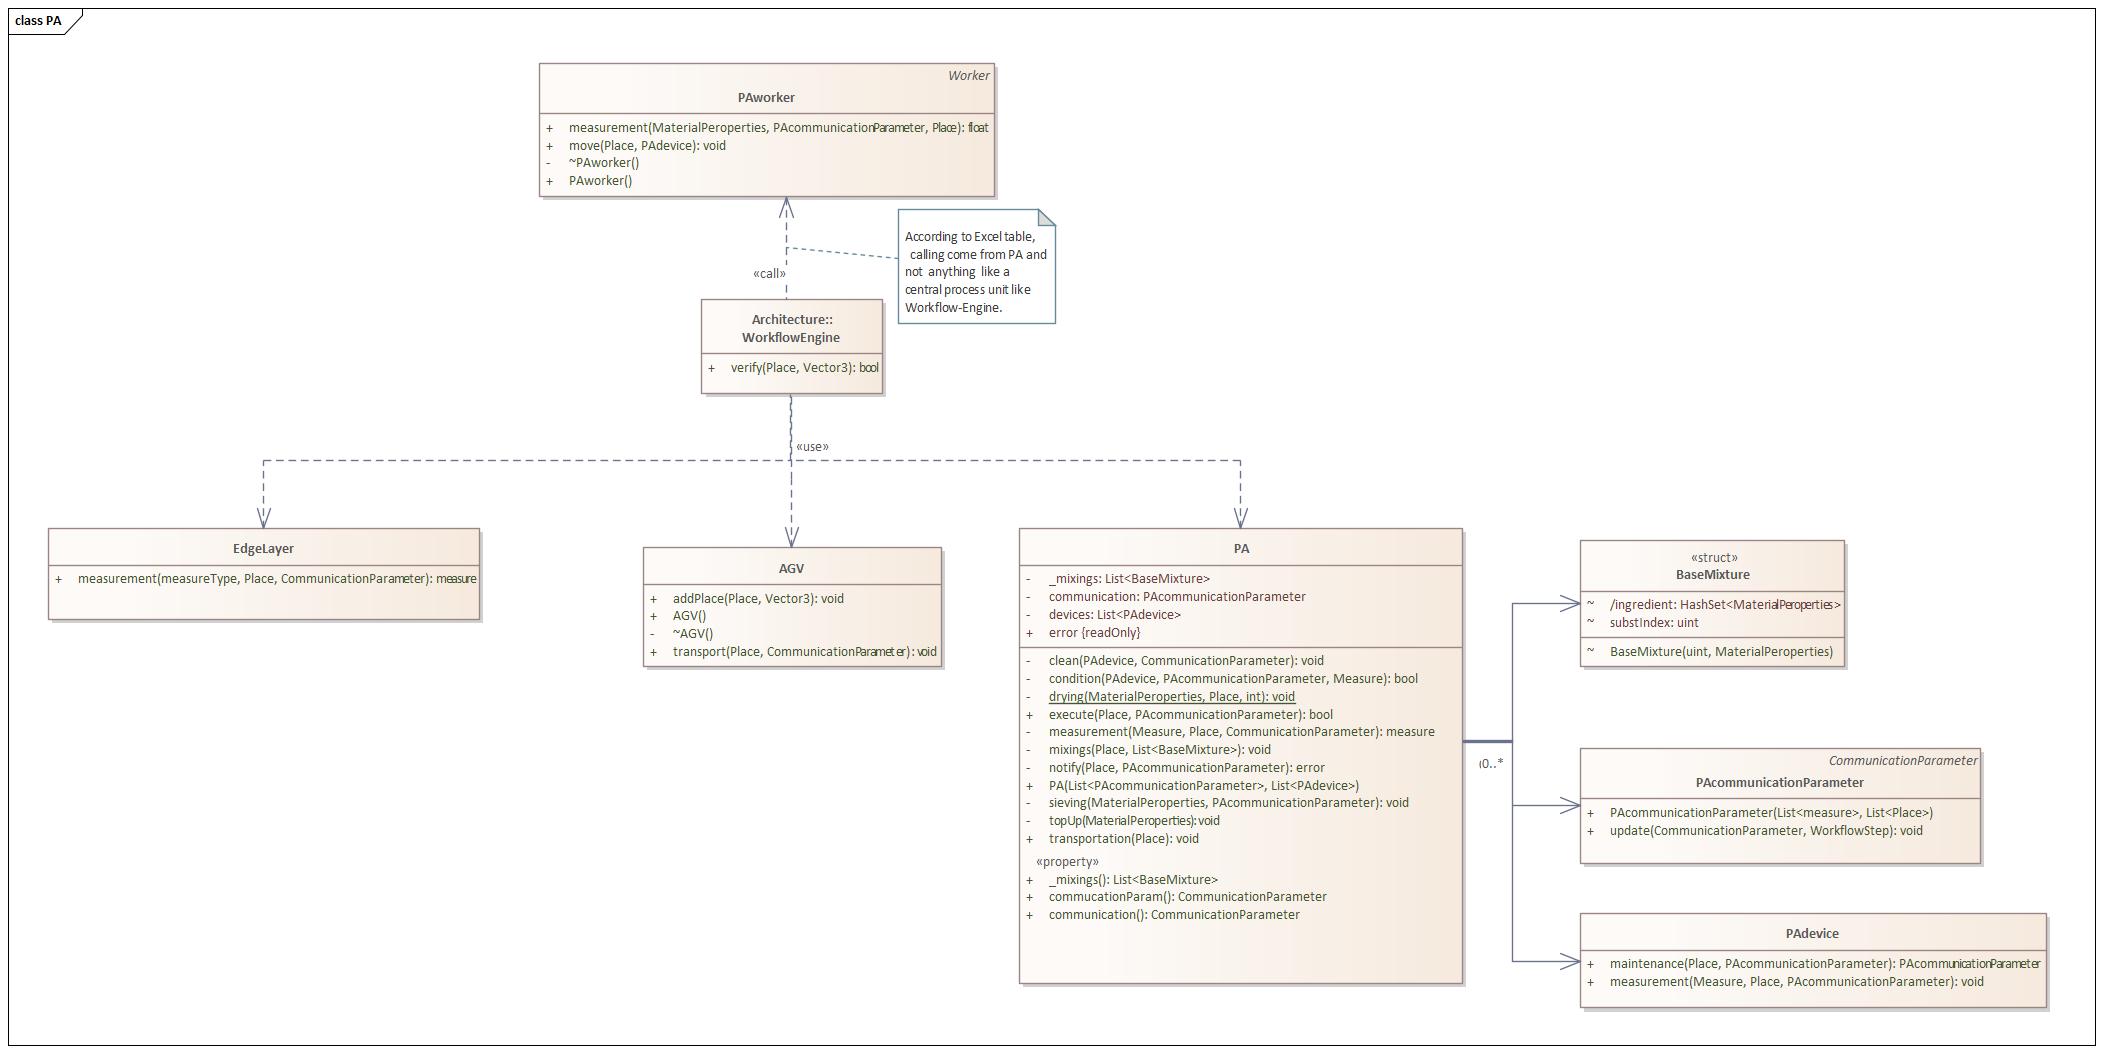 class PA
Worker
PAworker
+ measurement(MaterialPeroperties, PAcommunicationParameter, Place): float
+ move(Place, PAdevice): void
- ~PAworker()
+ PAworker()
According to Excel table,
calling come from PA and
not anything like a
central process unit like
Workflow-Engine.
«call»
Architecture::
WorkflowEngine
+ verify(Place, Vector3): bool
«use»
EdgeLayer
+ measurement(measureType, Place, CommunicationParameter): measure
AGV
+ addPlace(Place, Vector3): void
+ AGV()
- ~AGV()
+ transport(Place, CommunicationParameter): void
PA
- _mixings: List<BaseMixture>
- communication: PAcommunicationParameter
- devices: List<PAdevice>
+ error {readOnly}
- clean(PAdevice, CommunicationParameter): void
- condition(PAdevice, PAcommunicationParameter, Measure): bool
- drying(MaterialPeroperties, Place, int): void
+ execute(Place, PAcommunicationParameter): bool
- measurement(Measure, Place, CommunicationParameter): measure
- mixings(Place, List<BaseMixture>): void
- notify(Place, PAcommunicationParameter): error
+ PA(List<PAcommunicationParameter>, List<PAdevice>)
- sieving(MaterialPeroperties, PAcommunicationParameter): void
- topUp(MaterialPeroperties): void
+ transportation(Place): void
«property»
+ _mixings(): List<BaseMixture>
+ commucationParam(): CommunicationParameter
+ communication(): CommunicationParameter
0..*
«struct»
BaseMixture
~ /ingredient: HashSet<MaterialPeroperties>
~ substIndex: uint
~ BaseMixture(uint, MaterialPeroperties)
CommunicationParameter
PAcommunicationParameter
+ PAcommunicationParameter(List<measure>, List<Place>)
+ update(CommunicationParameter, WorkflowStep): void
PAdevice
+ maintenance(Place, PAcommunicationParameter): PAcommunicationParameter
+ measurement(Measure, Place, PAcommunicationParameter): void